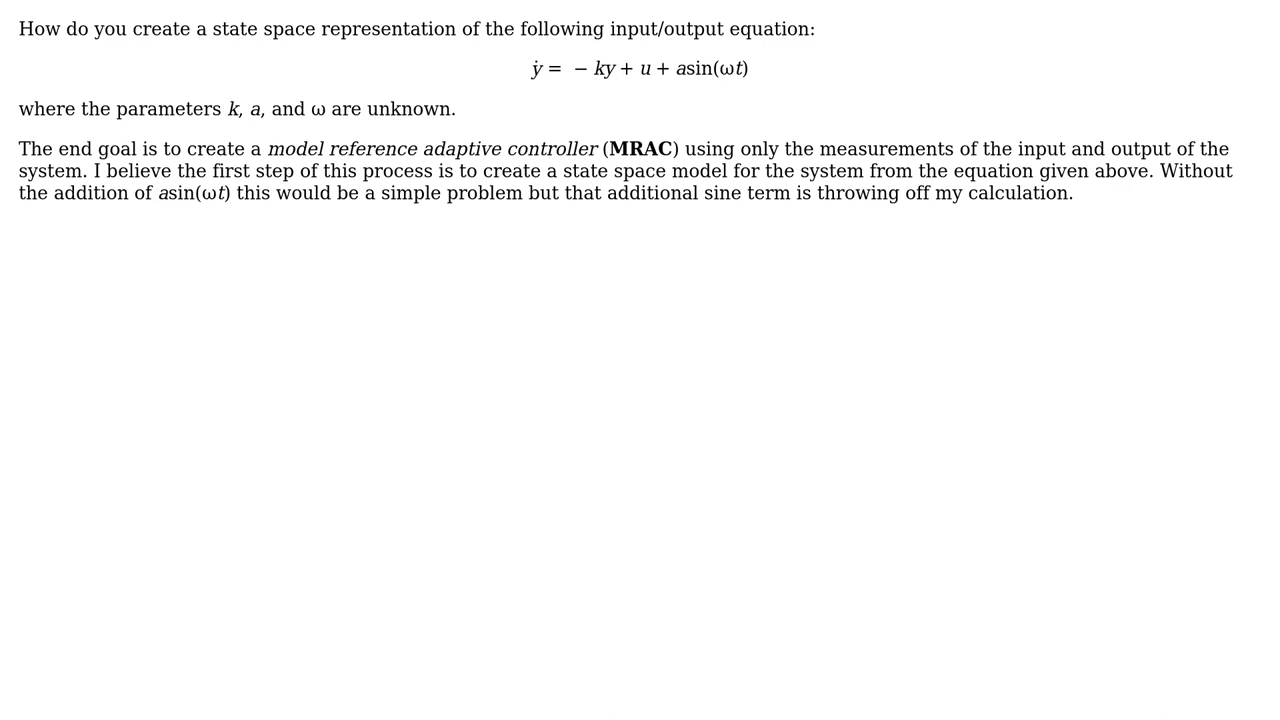 How do you create a state space representation of the following input/output equation:
ẏ = − ky + u + asin(ωt)
where the parameters k, a, and ω are unknown.
The end goal is to create a model reference adaptive controller (MRAC) using only the measurements of the input and output of the
system. I believe the first step of this process is to create a state space model for the system from the equation given above. Without
the addition of asin(ωt) this would be a simple problem but that additional sine term is throwing off my calculation.